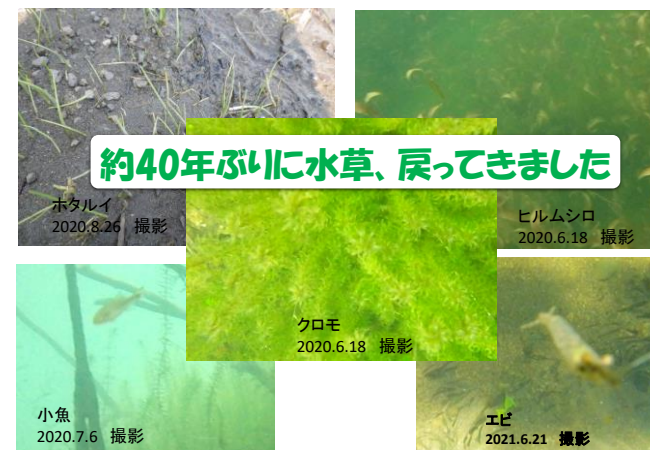 約40年ぶりに水草、戻ってきました
ホタルイ
2020.8.26 撮影
ヒルムシロ
2020.6.18 撮影
クロモ
2020.6.18 撮影
小魚
2020.7.6 撮影
エビ
2021.6.21 撮影